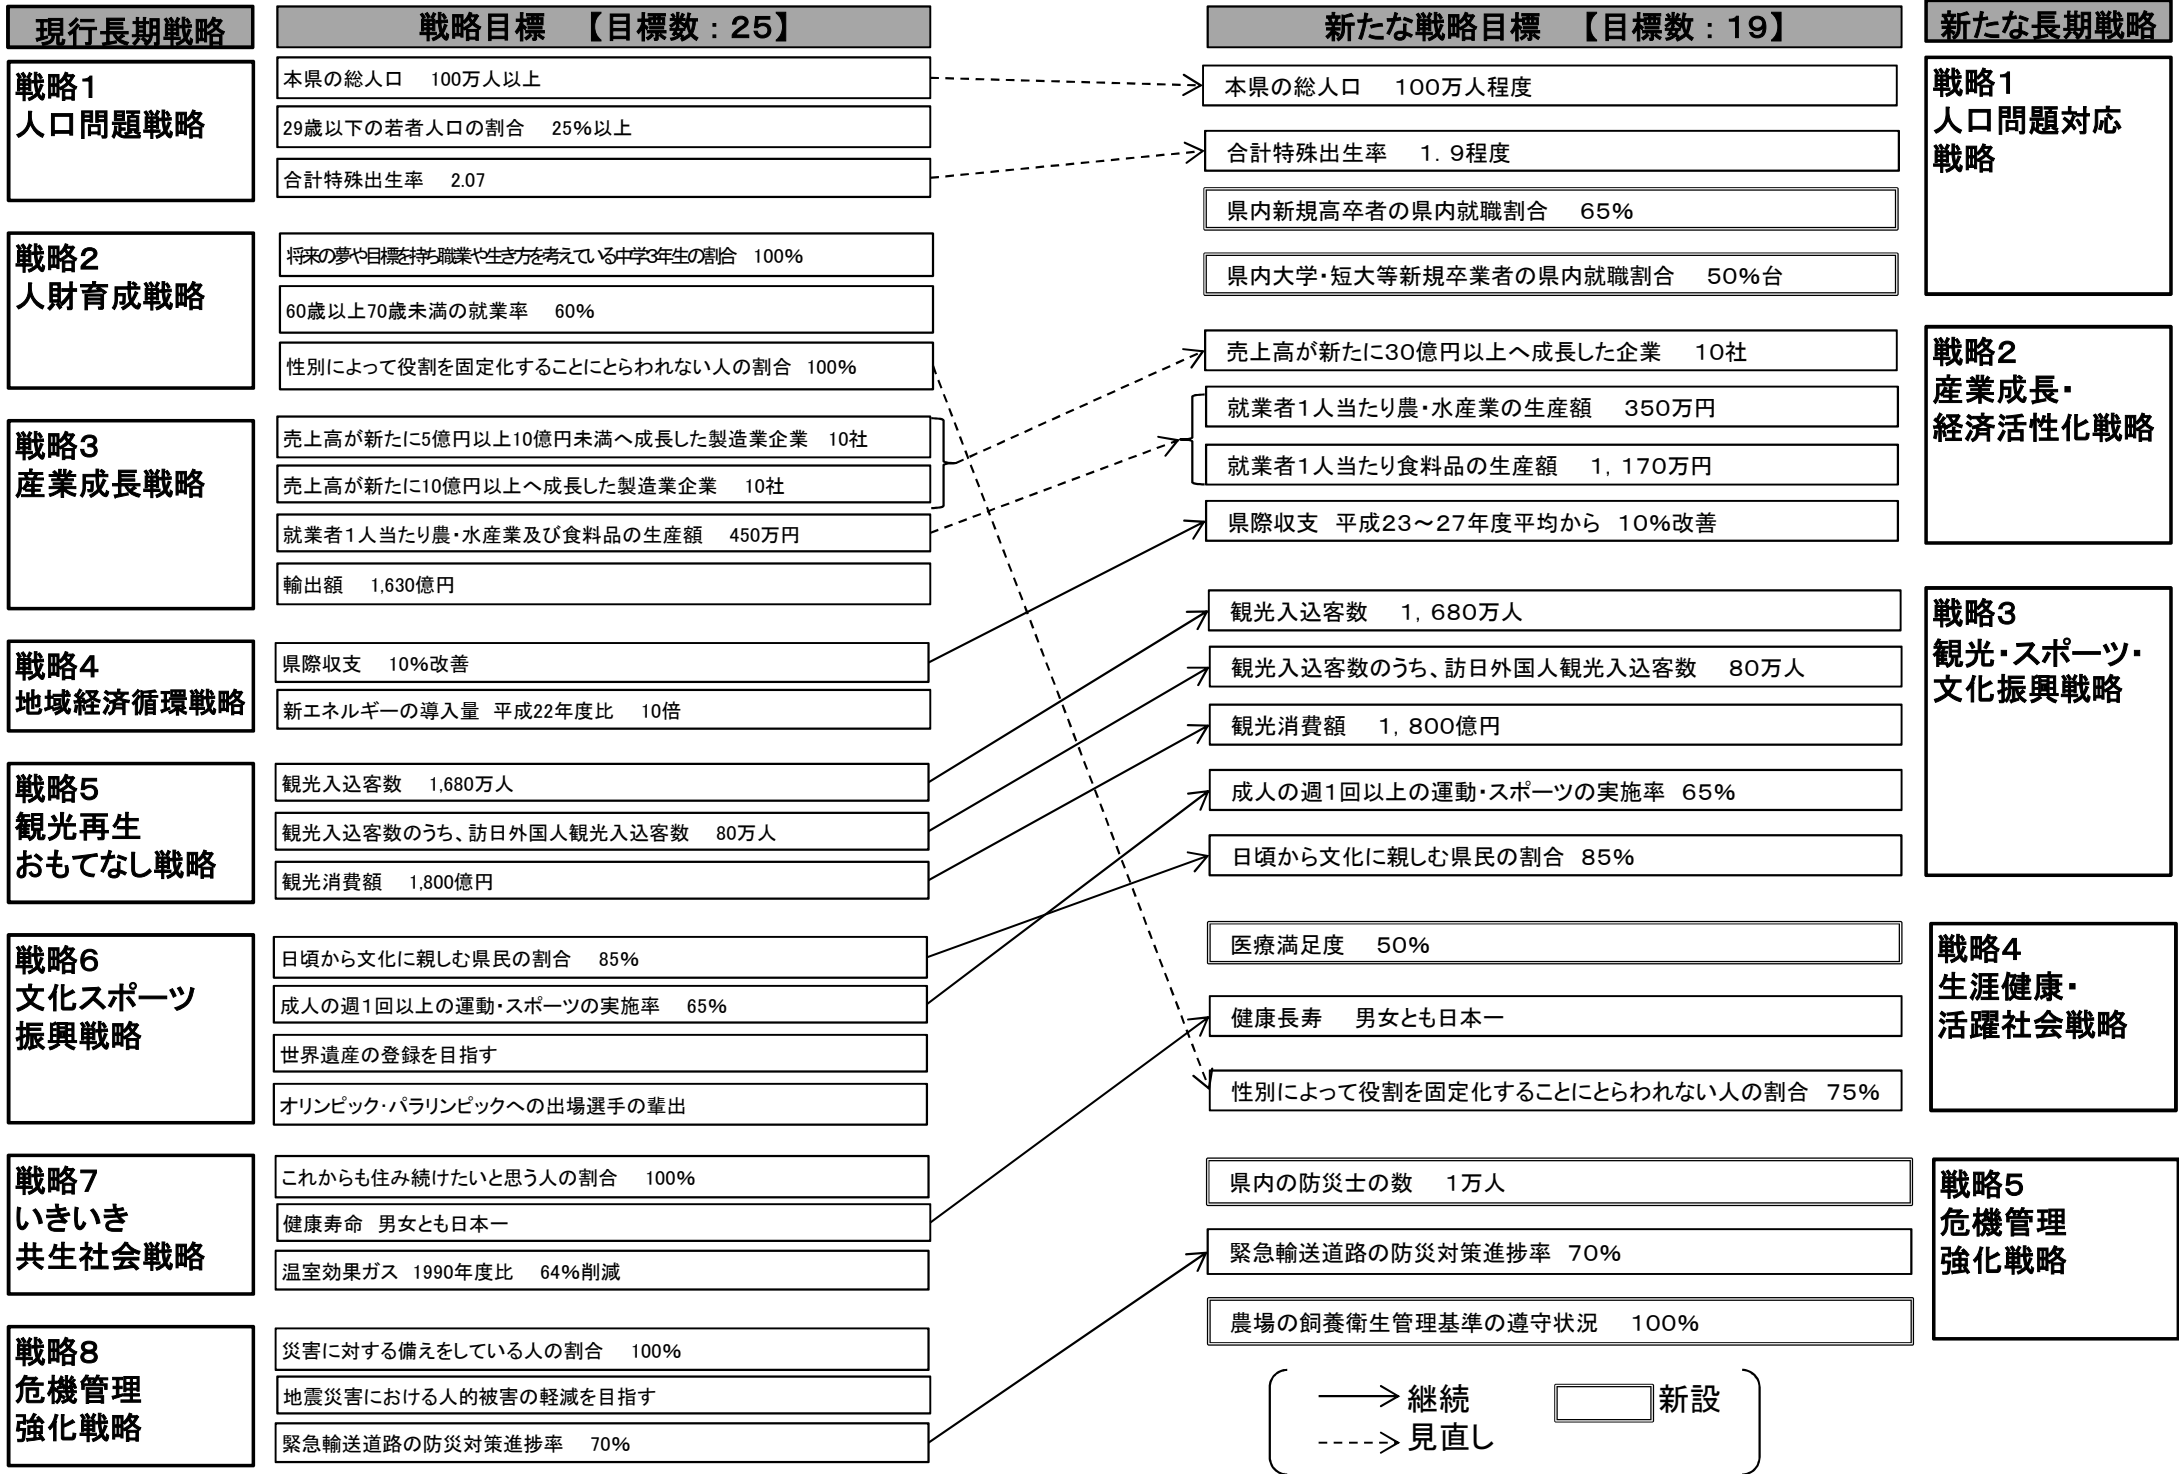 現行長期戦略
戦略目標　【目標数：25】
戦略1
人口問題戦略
本県の総人口　100万人以上
29歳以下の若者人口の割合　25%以上
合計特殊出生率　2.07
戦略2
人財育成戦略
将来の夢や目標を持ち職業や生き方を考えている中学3年生の割合　100%
60歳以上70歳未満の就業率　60%
性別によって役割を固定化することにとらわれない人の割合　100%
戦略3
産業成長戦略
売上高が新たに5億円以上10億円未満へ成長した製造業企業　10社
売上高が新たに10億円以上へ成長した製造業企業　10社
就業者1人当たり農・水産業及び食料品の生産額　450万円
輸出額　1,630億円
戦略4
地域経済循環戦略
県際収支　10%改善
新エネルギーの導入量　平成22年度比　10倍
戦略5
観光再生
おもてなし戦略
観光入込客数　1,680万人
観光入込客数のうち、訪日外国人観光入込客数　80万人
観光消費額　1,800億円
戦略6
文化スポーツ
振興戦略
日頃から文化に親しむ県民の割合　85%
成人の週1回以上の運動・スポーツの実施率　65%
世界遺産の登録を目指す
オリンピック・パラリンピックへの出場選手の輩出
戦略7
いきいき
共生社会戦略
これからも住み続けたいと思う人の割合　100%
健康寿命　男女とも日本一
温室効果ガス　1990年度比　64%削減
戦略8
危機管理
強化戦略
災害に対する備えをしている人の割合　100%
地震災害における人的被害の軽減を目指す
緊急輸送道路の防災対策進捗率　70%
新たな戦略目標　【目標数：19】
新たな長期戦略
本県の総人口　100万人程度
合計特殊出生率　1．9程度
県内新規高卒者の県内就職割合　65%
県内大学・短大等新規卒業者の県内就職割合　50%台
戦略1
人口問題対応
戦略
売上高が新たに30億円以上へ成長した企業　10社
就業者1人当たり農・水産業の生産額　350万円
就業者1人当たり食料品の生産額　1，170万円
県際収支　平成23～27年度平均から　10%改善
戦略2
産業成長・
経済活性化戦略
観光入込客数　1，680万人
観光入込客数のうち、訪日外国人観光入込客数　80万人
観光消費額　1，800億円
成人の週1回以上の運動・スポーツの実施率　65%
日頃から文化に親しむ県民の割合　85%
戦略3
観光・スポーツ・
文化振興戦略
医療満足度　50%
健康長寿　男女とも日本一
性別によって役割を固定化することにとらわれない人の割合　75%
戦略4
生涯健康・
活躍社会戦略
県内の防災士の数　1万人
緊急輸送道路の防災対策進捗率　70%
農場の飼養衛生管理基準の遵守状況　100%
戦略5
危機管理
強化戦略
継続
新設
見直し